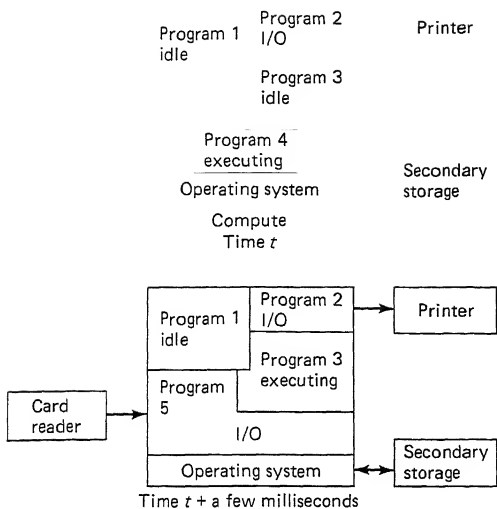 Program 1
idle
Program 2
I/O
Printer
Program 3
idle
Program 4
executing
Operating system
Secondary
storage
Compute
Time t
Program 1
idle
Program 2
I/O
Printer
Program 3
executing
Card
reader
Program
5
I/O
Operating system
Secondary
storage
Time t + a few milliseconds